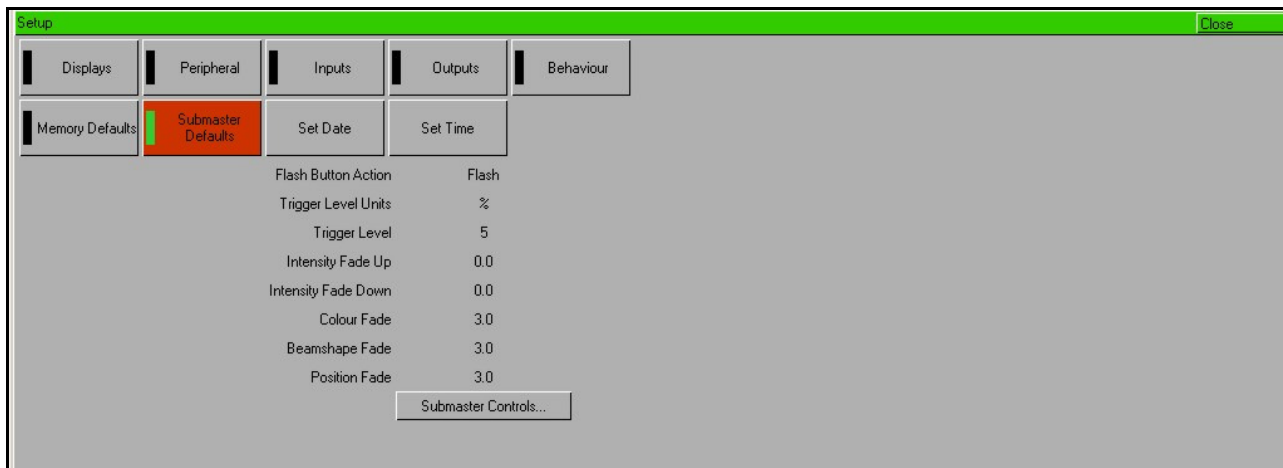 Setup Close
Displays Peripheral Inputs Outputs Behaviour
Memory Defaults Submaster Defaults Set Date Set Time
Flash Button Action Flash
Trigger Level Units %
Trigger Level 5
Intensity Fade Up 0.0
Intensity Fade Down 0.0
Colour Fade 3.0
Beamshape Fade 3.0
Position Fade 3.0
Submaster Controls...